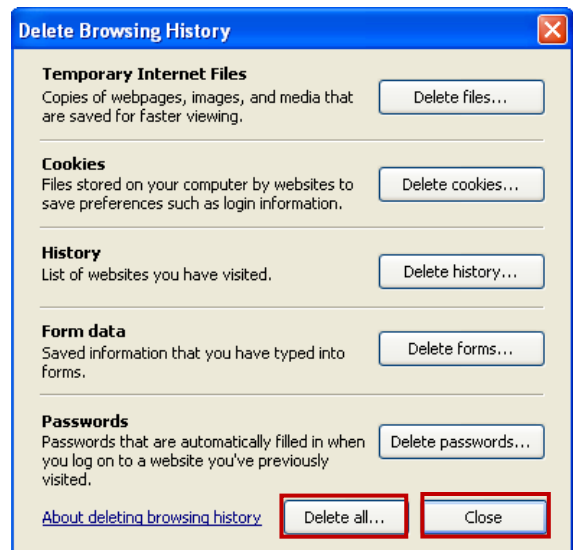 Delete Browsing History
Temporary Internet Files
Copies of webpages, images, and media that
are saved for faster viewing.
Delete files...
Cookies
Files stored on your computer by websites to
save preferences such as login information.
Delete cookies...
History
List of websites you have visited.
Delete history...
Form data
Saved information that you have typed into
forms.
Delete forms...
Passwords
Passwords that are automatically filled in when
you log on to a website you've previously
visited.
Delete passwords...
About deleting browsing history
Delete all...
Close